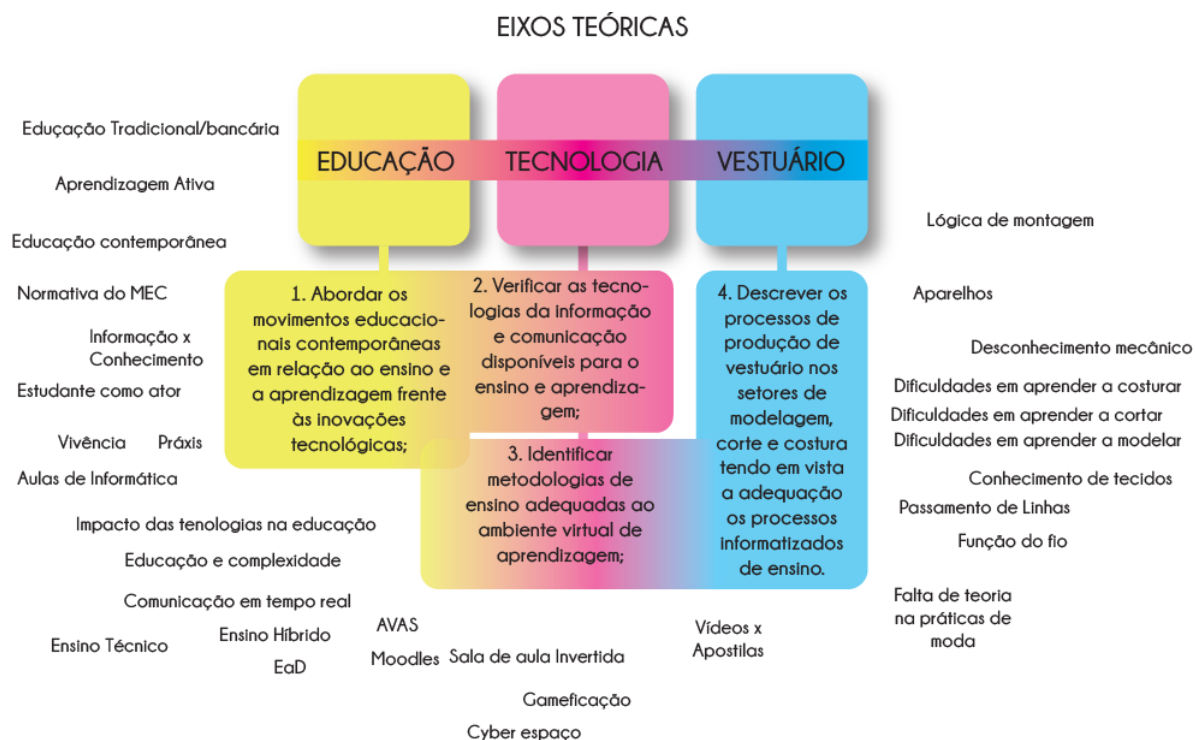 EIXOS TEÓRICAS
EDUCAÇÃO
TECNOLOGIA
VESTUÁRIO
Eduçação Tradicional/bancária
Aprendizagem Ativa
Educação contemporânea
Normativa do MEC
Informação x
Conhecimento
Estudante como ator
Vivência
Práxis
Aulas de Informática
Impacto das tenologias na educação
Educação e complexidade
Comunicação em tempo real
Ensino Técnico
Ensino Híbrido
EaD
AVAS
Moodles
Sala de aula Invertida
Gameficação
Cyber espaço
Vídeos x
Apostilas
1. Abordar os
movimentos educacio-
nais contemporâneas
em relação ao ensino e
a aprendizagem frente
às inovações
tecnológicas;
2. Verificar as tecno-
logias da informação
e comunicação
disponíveis para o
ensino e aprendiza-
gem;
3. Identificar
metodologias de
ensino adequadas ao
ambiente virtual de
aprendizagem;
4. Descrever os
processos de
produção de
vestuário nos
setores de
modelagem,
corte e costura
tendo em vista
a adequação
os processos
informatizados
de ensino.
Lógica de montagem
Aparelhos
Desconhecimento mecânico
Dificuldades em aprender a costurar
Dificuldades em aprender a cortar
Dificuldades em aprender a modelar
Conhecimento de tecidos
Passamento de Linhas
Função do fio
Falta de teoria
na práticas de
moda